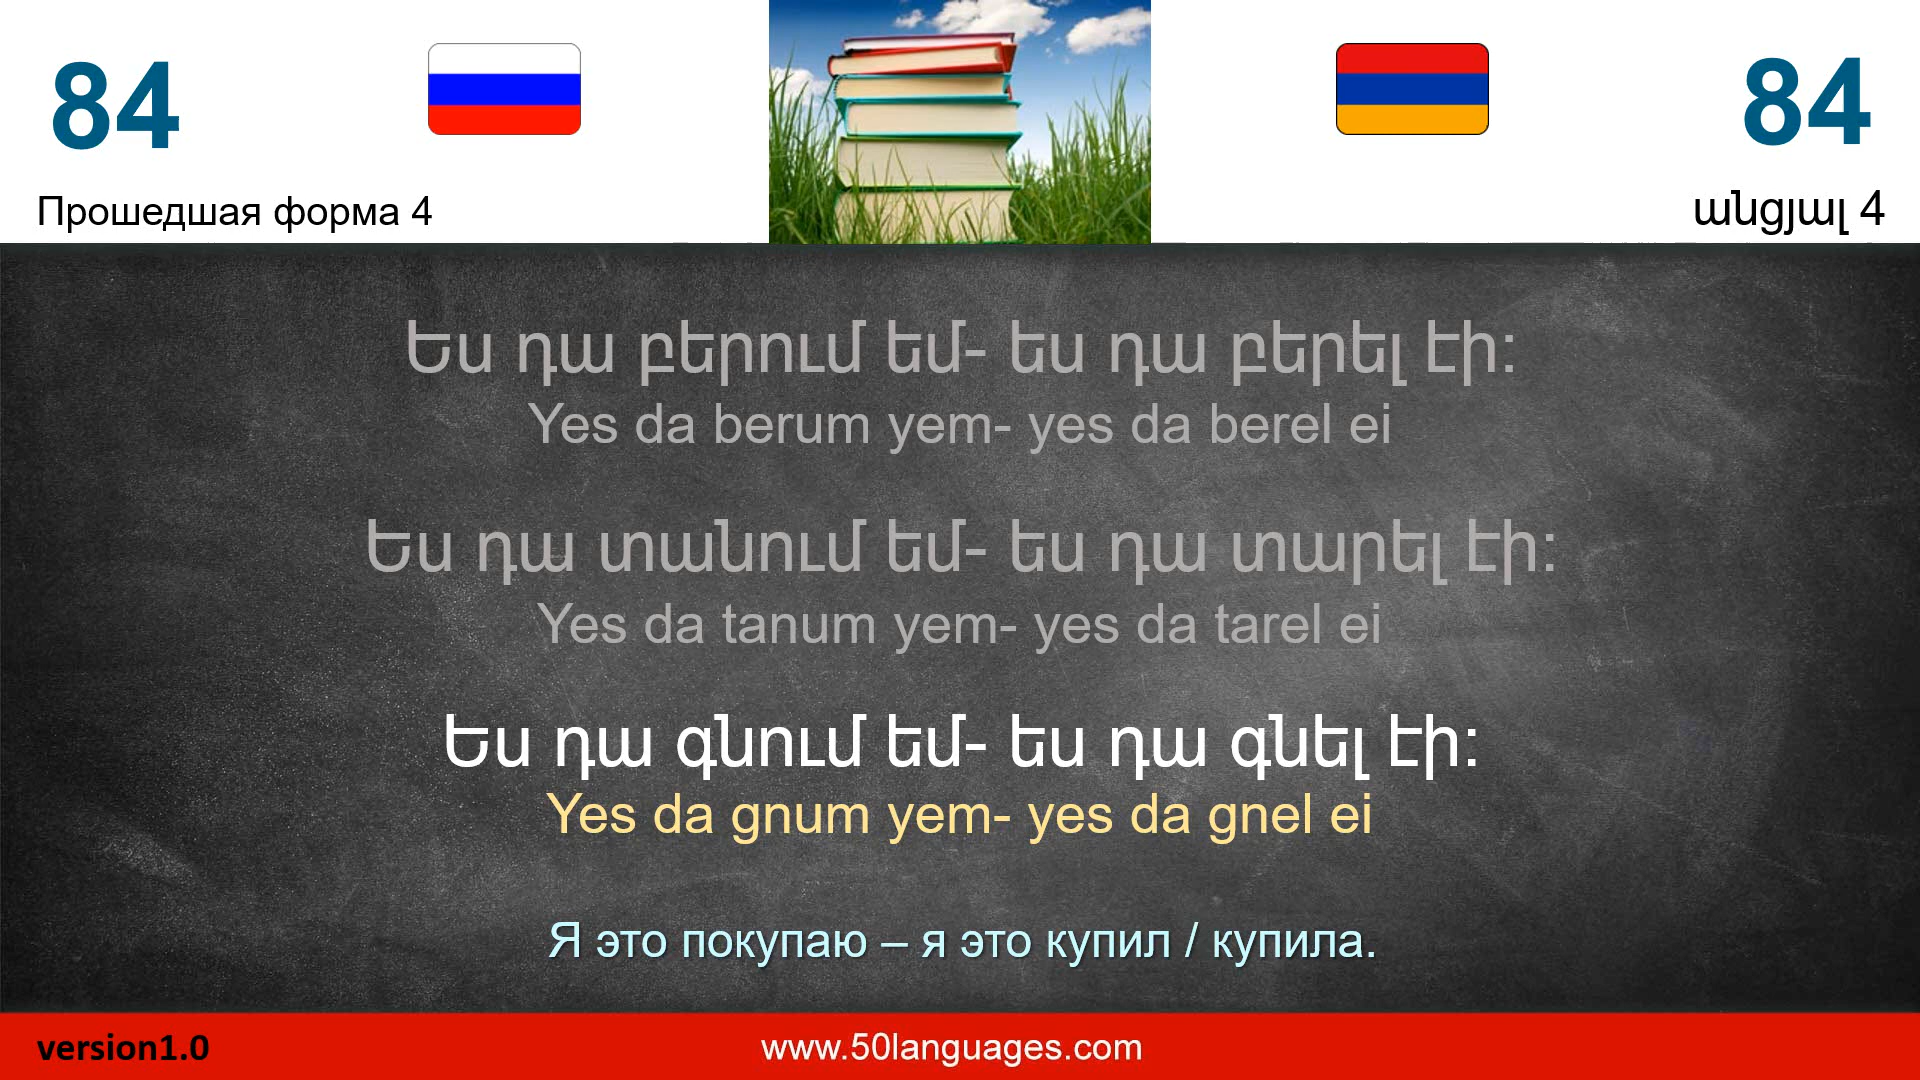 84
84
Прошедшая форма 4
անցյալ 4
Ես դա բերում եմ- ես դա բերել էի:
Yes da berum yem- yes da berel ei
Ես դա տանում եմ- ես դա տարել էի:
Yes da tanum yem- yes da tarel ei
Ես դա գնում եմ- ես դա գնել էի:
Yes da gnum yem- yes da gnel ei
Я это покупаю – я это купил / купила.
version1.0
www.50languages.com